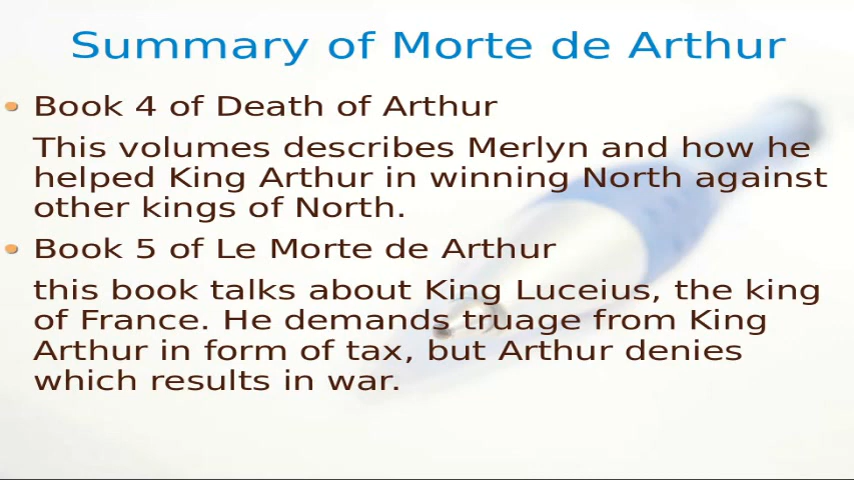 Summary of Morte de Arthur
• Book 4 of Death of Arthur
This volumes describes Merlyn and how he
helped King Arthur in winning North against
other kings of North.
• Book 5 of Le Morte de Arthur
this book talks about King Luceius, the king
of France. He demands truage from King
Arthur in form of tax, but Arthur denies
which results in war.